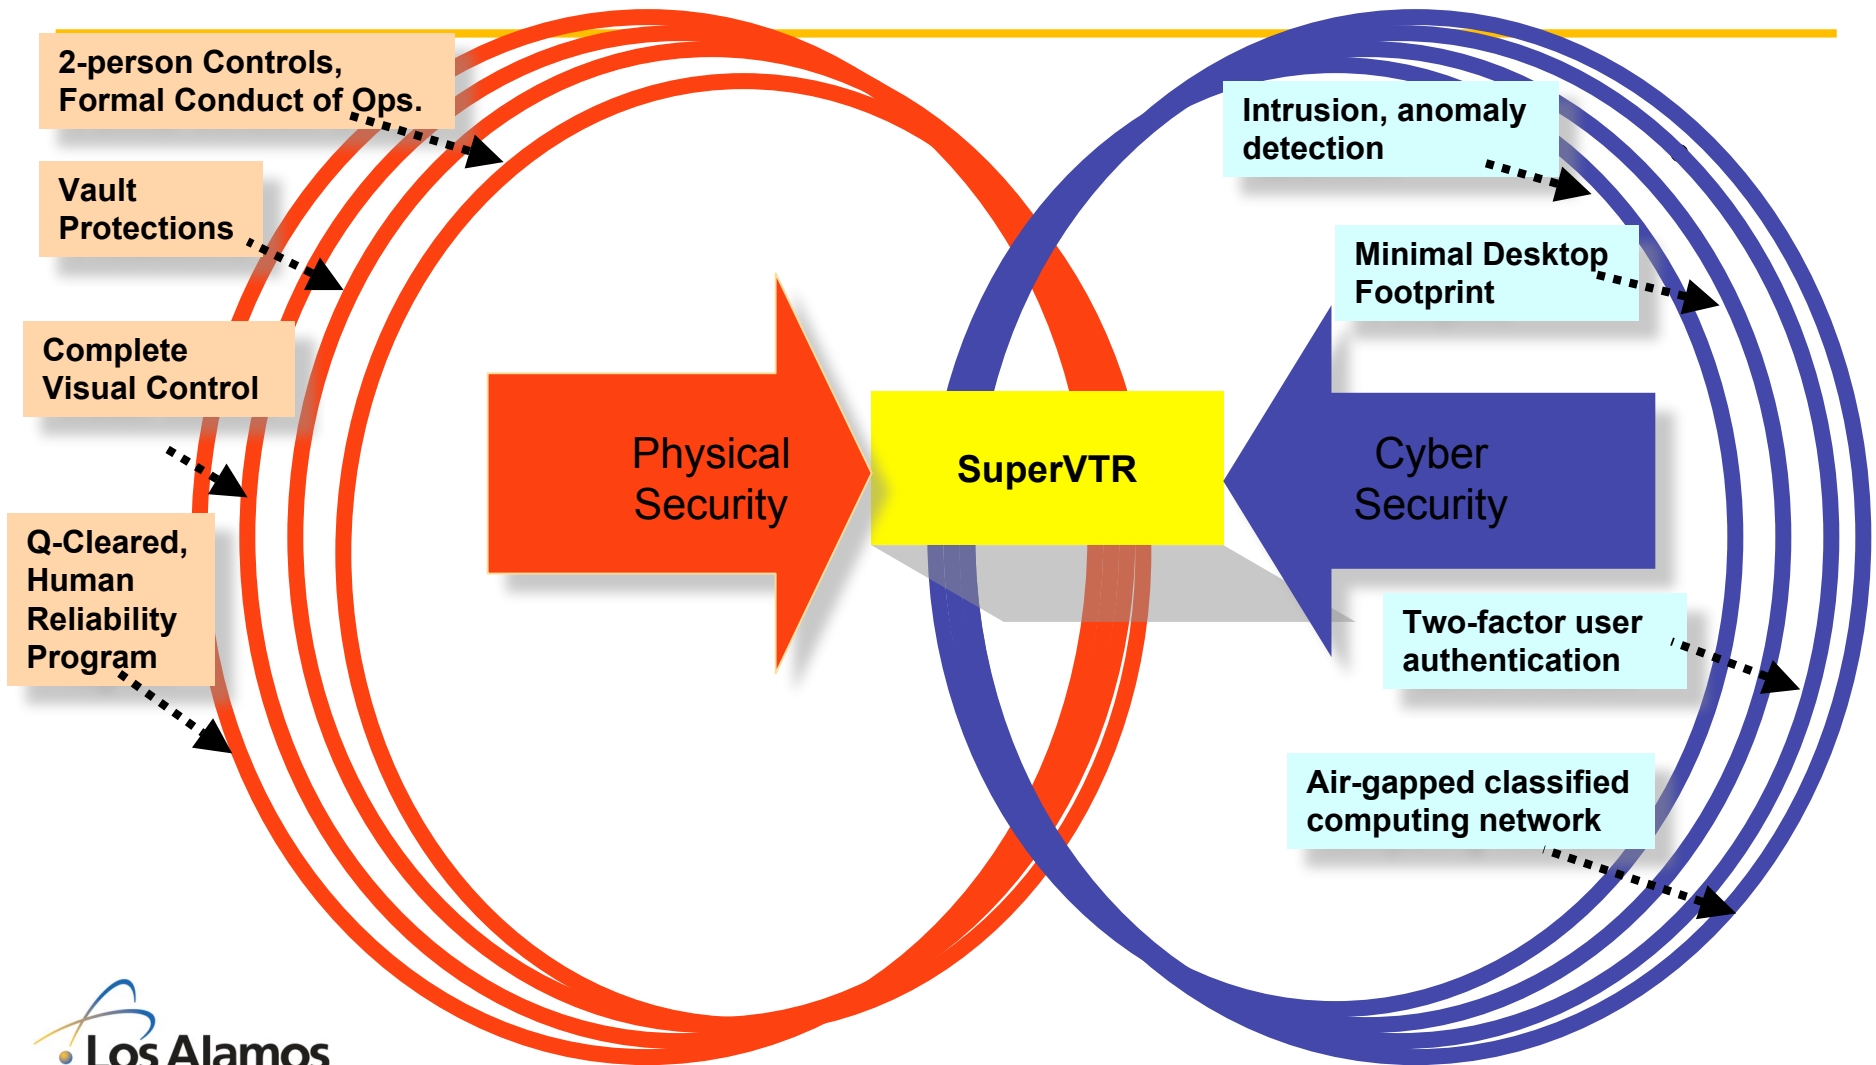 2-person Controls,
Formal Conduct of Ops.
Vault
Protections
Complete
Visual Control
Q-Cleared,
Human
Reliability
Program
Physical
Security
SuperVTR
Cyber
Security
Intrusion, anomaly
detection
Minimal Desktop
Footprint
Two-factor user
authentication
Air-gapped classified
computing network
Los Alamos